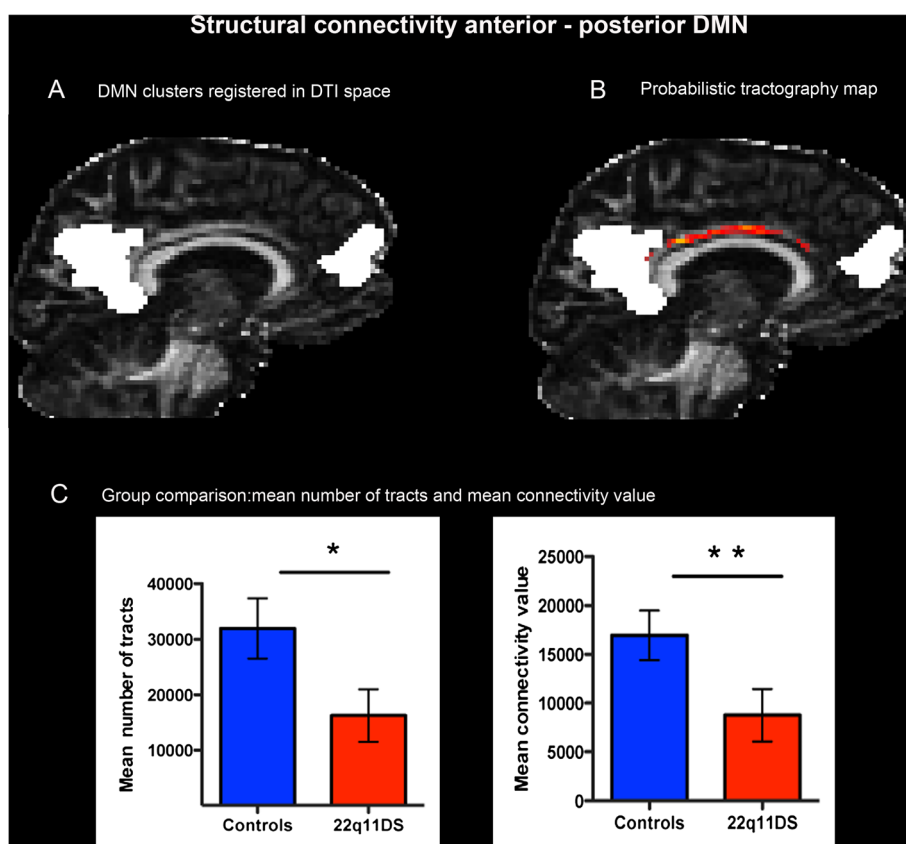 Structural connectivity anterior - posterior DMN
A DMN clusters registered in DTI space
B Probabilistic tractography map
C Group comparison:mean number of tracts and mean connectivity value
*
Mean number of tracts
40000
30000
20000
10000
Controls 22q11DS
* *
Mean connectivity value
25000
20000
15000
10000
5000
0
Controls 22q11DS